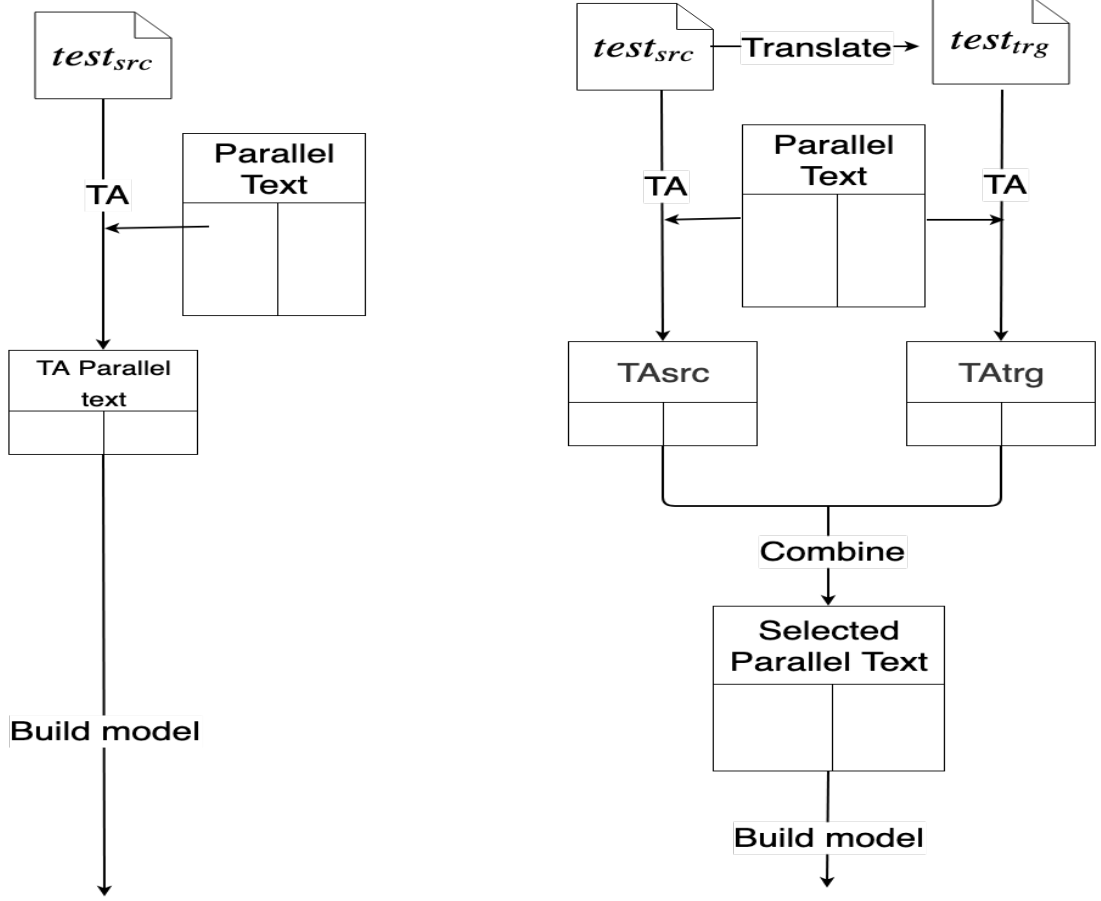 test_src
TA
Parallel
Text
TA Parallel
text
Build model
test_src
Translate
test_trg
Parallel
Text
TA
TA
TAsrc
TAtrg
Combine
Selected
Parallel Text
Build model